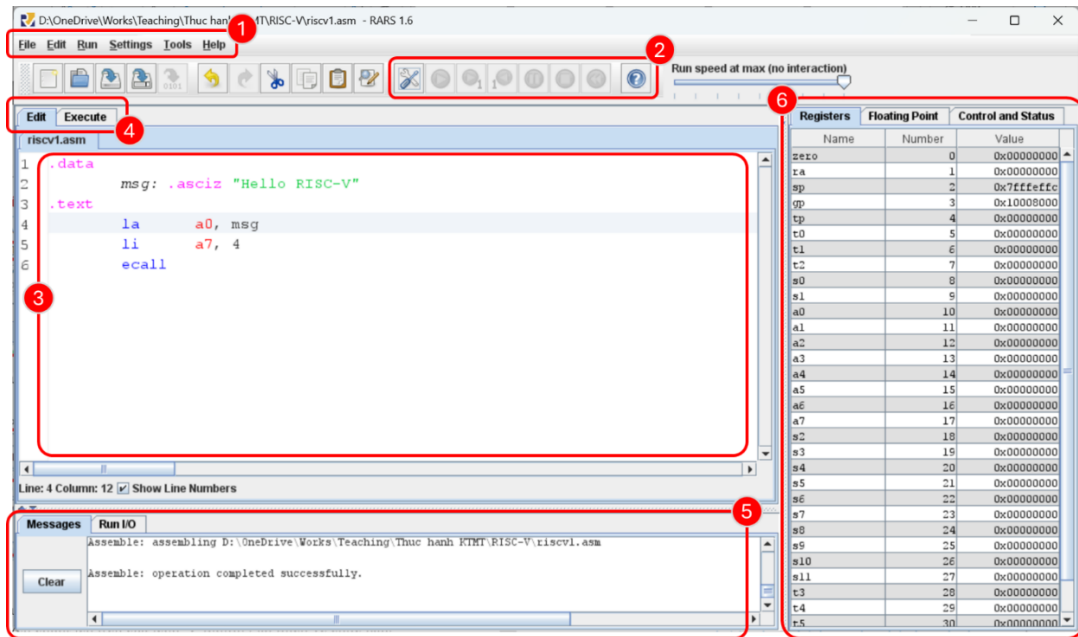 D:\OneDrive\Works\Teaching\Thuc hanh KTMT\RISC-V\riscv1.asm - RARS 1.6
1
File Edit Run Settings Tools Help
2
Run speed at max (no interaction)
6
Edit Execute
4
riscv1.asm
1 .data
2 msg: .asciz "Hello RISC-V"
3 .text
4 la a0, msg
5 li a7, 4
6 ecall
3
Line: 4 Column: 12 Show Line Numbers
5
Messages Run I/O
Assemble: assembling D:\OneDrive\Works\Teaching\Thuc hanh KTMT\RISC-V\riscv1.asm
Assemble: operation completed successfully.
Clear
Registers Floating Point Control and Status
Name Number Value
zero 0 0x00000000
ra 1 0x00000000
sp 2 0x7fffeffc
gp 3 0x10008000
tp 4 0x00000000
t0 5 0x00000000
t1 6 0x00000000
t2 7 0x00000000
s0 8 0x00000000
s1 9 0x00000000
a0 10 0x00000000
a1 11 0x00000000
a2 12 0x00000000
a3 13 0x00000000
a4 14 0x00000000
a5 15 0x00000000
a6 16 0x00000000
a7 17 0x00000000
s2 18 0x00000000
s3 19 0x00000000
s4 20 0x00000000
s5 21 0x00000000
s6 22 0x00000000
s7 23 0x00000000
s8 24 0x00000000
s9 25 0x00000000
s10 26 0x00000000
s11 27 0x00000000
t3 28 0x00000000
t4 29 0x00000000
t5 30 0x00000000